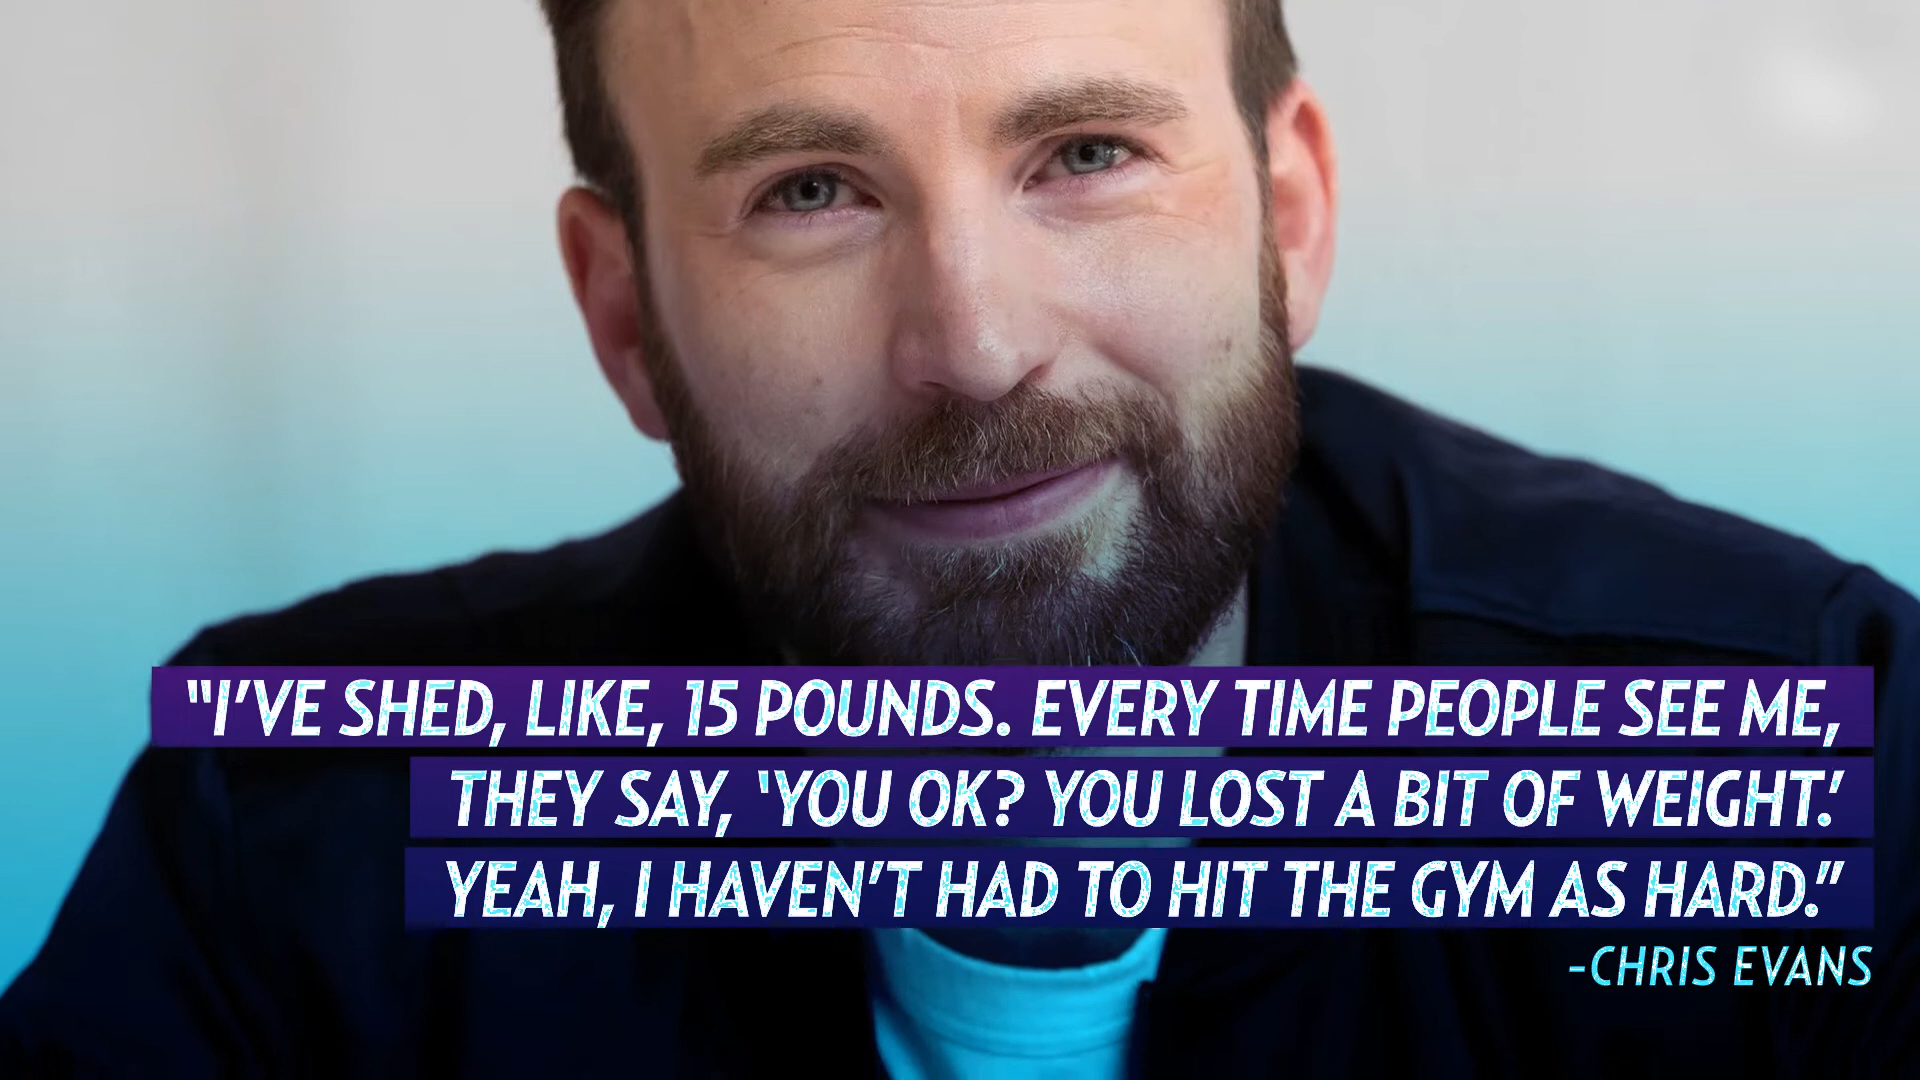 “I’VE SHED, LIKE, 15 POUNDS. EVERY TIME PEOPLE SEE ME,
THEY SAY, ‘YOU OK? YOU LOST A BIT OF WEIGHT.’
YEAH, I HAVEN’T HAD TO HIT THE GYM AS HARD.”
-CHRIS EVANS